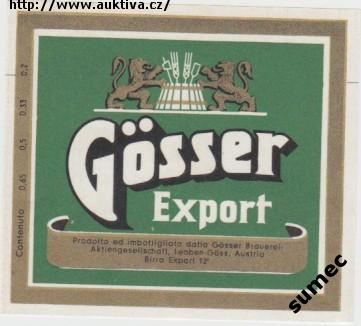 http://www.auktiva.cz/
Gösser
Export
Prodotto ed imbottigliato dalla Gösser Brauerei-
Aktiengesellschaft, Leoben-Göss, Austria
Birra Export 12°
Contenuto 0,65 0,5 0,33 0,2
sumec